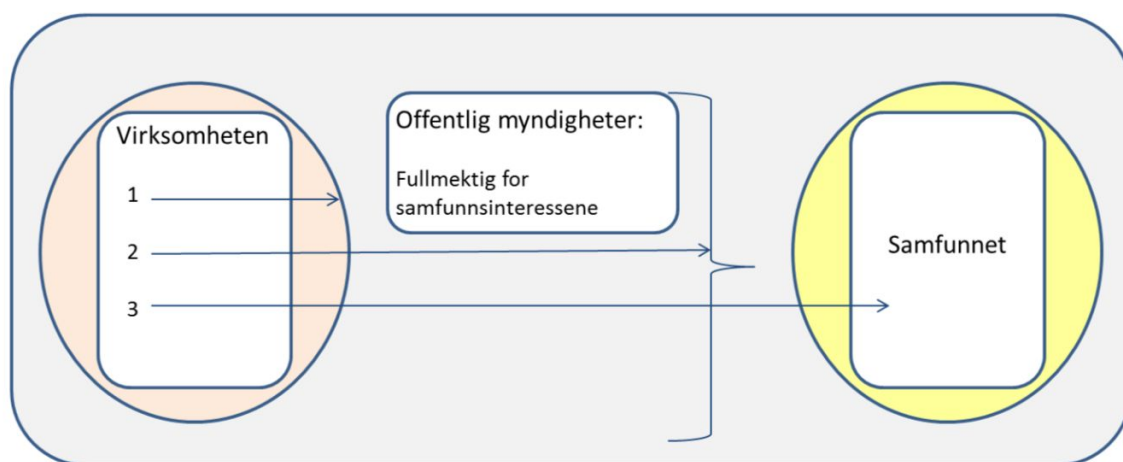 Virksomheten
1
2
3
Offentlig myndigheter:
Fullmektig for
samfunnsinteressene
Samfunnet